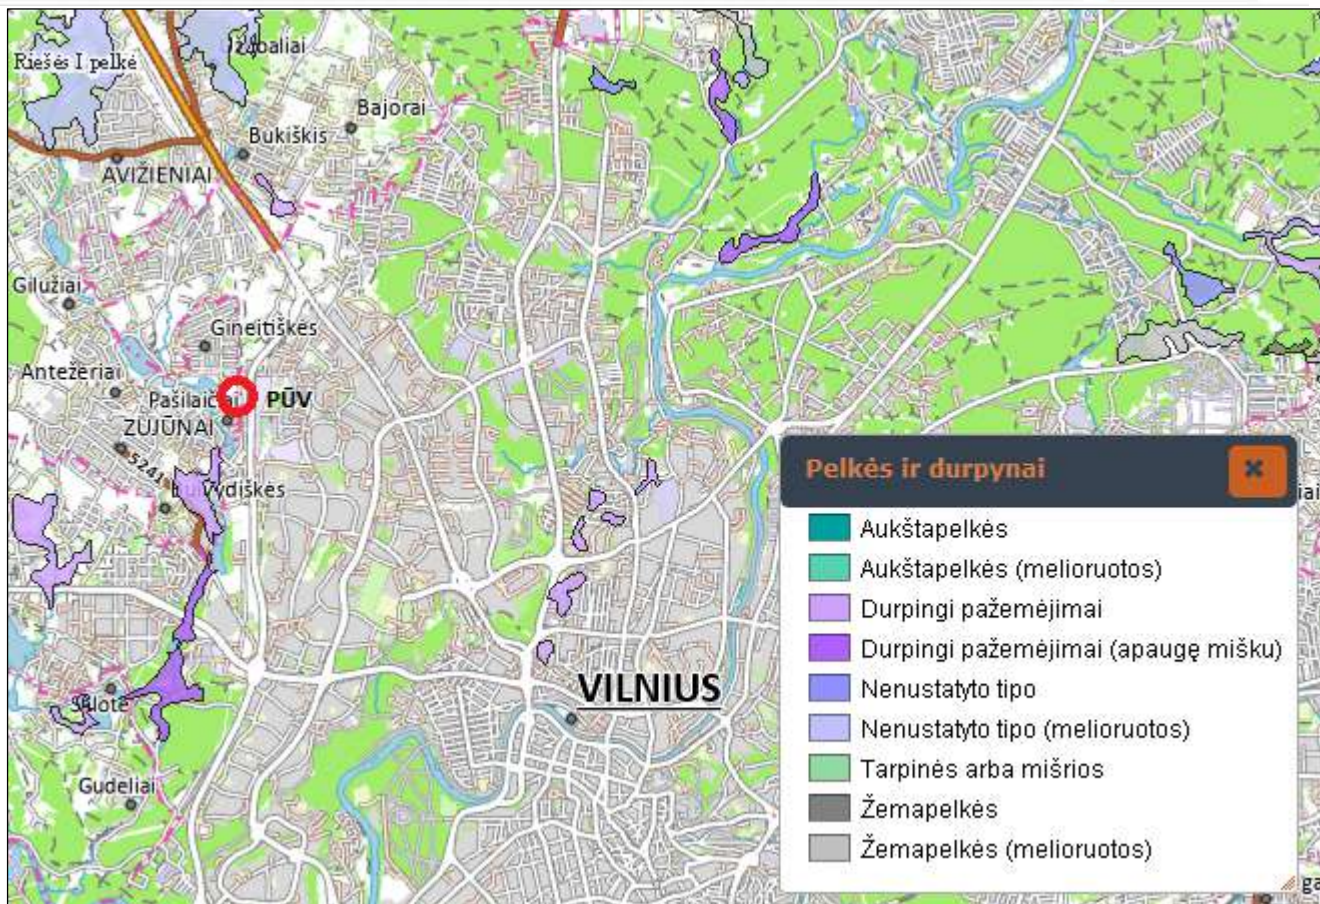 Užubaliai
Riešės I pelkė
Bajorai
Bukiškis
AVIŽIENIAI
Gilužiai
Gineitiškės
Antežeriai
Pašilaičiai
PŪV
ZUJŪNAI
5241
Buivydiškės
Pelkės ir durpynai
Aukštapelkės
Aukštapelkės (melioruotos)
Durpingi pažemėjimai
Durpingi pažemėjimai (apaugę mišku)
Nenustatyto tipo
Nenustatyto tipo (melioruotos)
Tarpinės arba mišrios
Žemapelkės
Žemapelkės (melioruotos)
VILNIUS
Gudeliai